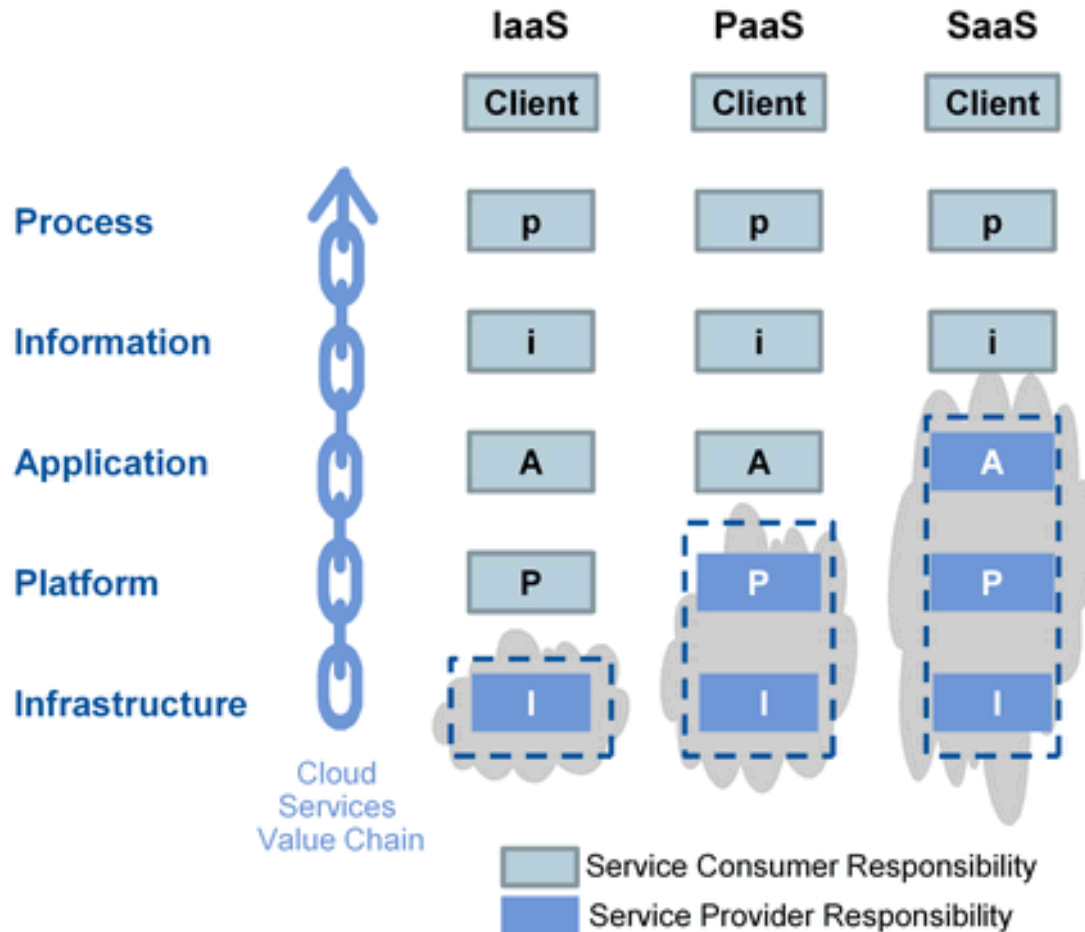 IaaS PaaS SaaS
Client Client Client
Process p p p
Information i i i
Application A A A
Platform P P P
Infrastructure I I I
Cloud
Services
Value Chain
Service Consumer Responsibility
Service Provider Responsibility